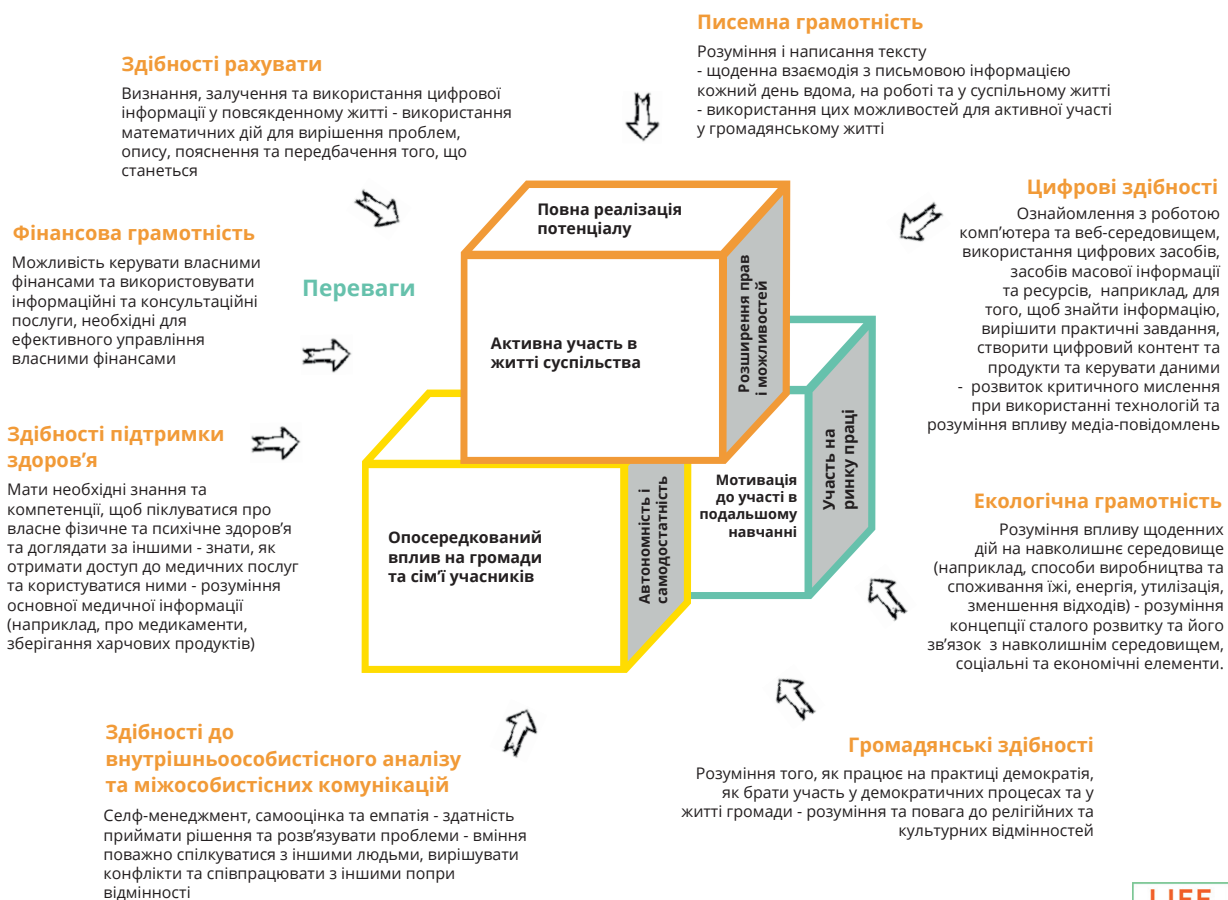 Писемна грамотність
Розуміння і написання тексту
- щоденна взаємодія з письмовою інформацією
кожний день вдома, на роботі та у суспільному житті
- використання цих можливостей для активної участі
у громадянському житті
Здібності рахувати
Визнання, залучення та використання цифрової
інформації у повсякденному житті - використання
математичних дій для вирішення проблем,
опису, пояснення та передбачення того, що
станеться
Цифрові здібності
Ознайомлення з роботою
комп’ютера та веб-середовищем,
використання цифрових засобів,
засобів масової інформації
та ресурсів, наприклад, для
того, щоб знайти інформацію,
вирішити практичні завдання,
створити цифровий контент та
продукти та керувати даними
- розвиток критичного мислення
при використанні технологій та
розуміння впливу медіа-повідомлень
Фінансова грамотність
Можливість керувати власними
фінансами та використовувати
інформаційні та консультаційні
послуги, необхідні для
ефективного управління
власними фінансами
Переваги
Повна реалізація
потенціалу
Активна участь в
житті суспільства
Розширення прав
і можливостей
Опосередкований
вплив на громади
та сім’ї учасників
Автономність і
самодостатність
Мотивація
до участі в
подальшому
навчанні
Участь на
ринку праці
Здібності підтримки
здоров’я
Мати необхідні знання та
компетенції, щоб піклуватися про
власне фізичне та психічне здоров’я
та доглядати за іншими - знати, як
отримати доступ до медичних послуг
та користуватися ними - розуміння
основної медичної інформації
(наприклад, про медикаменти,
зберігання харчових продуктів)
Екологічна грамотність
Розуміння впливу щоденних
дій на навколишнє середовище
(наприклад, способи виробництва та
споживання їжі, енергія, утилізація,
зменшення відходів) - розуміння
концепції сталого розвитку та його
зв’язок з навколишнім середовищем,
соціальні та економічні елементи.
Здібності до
внутрішньоособистісного аналізу
та міжособистісних комунікацій
Селф-менеджмент, самооцінка та емпатія - здатність
приймати рішення та розв’язувати проблеми - вміння
поважно спілкуватися з іншими людьми, вирішувати
конфлікти та співпрацювати з іншими попри
відмінності
Громадянські здібності
Розуміння того, як працює на практиці демократія,
як брати участь у демократичних процесах та у
житті громади - розуміння та повага до релігійних та
культурних відмінностей
LIFE